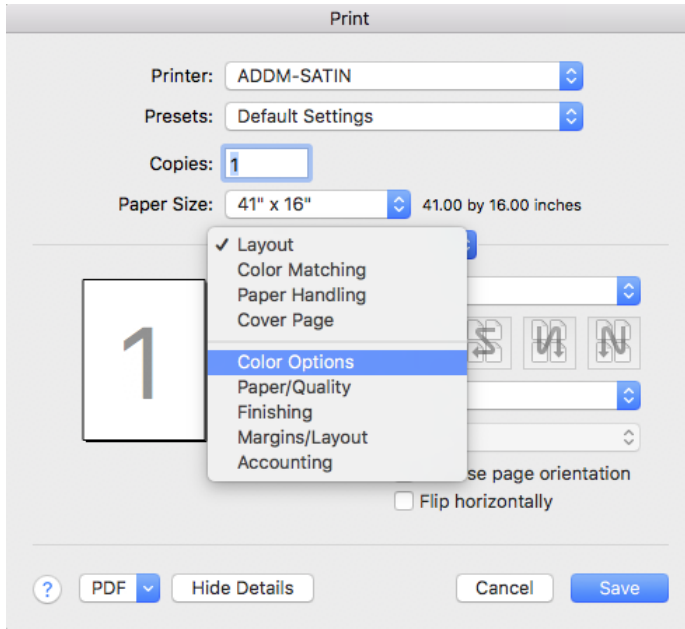 Print
Printer: ADDM-SATIN
Presets: Default Settings
Copies: 1
Paper Size: 41" x 16" 41.00 by 16.00 inches
✓ Layout
Color Matching
Paper Handling
Cover Page
1
Color Options
Paper/Quality
Finishing
Margins/Layout
Accounting
se page orientation
Flip horizontally
? PDF Hide Details Cancel Save